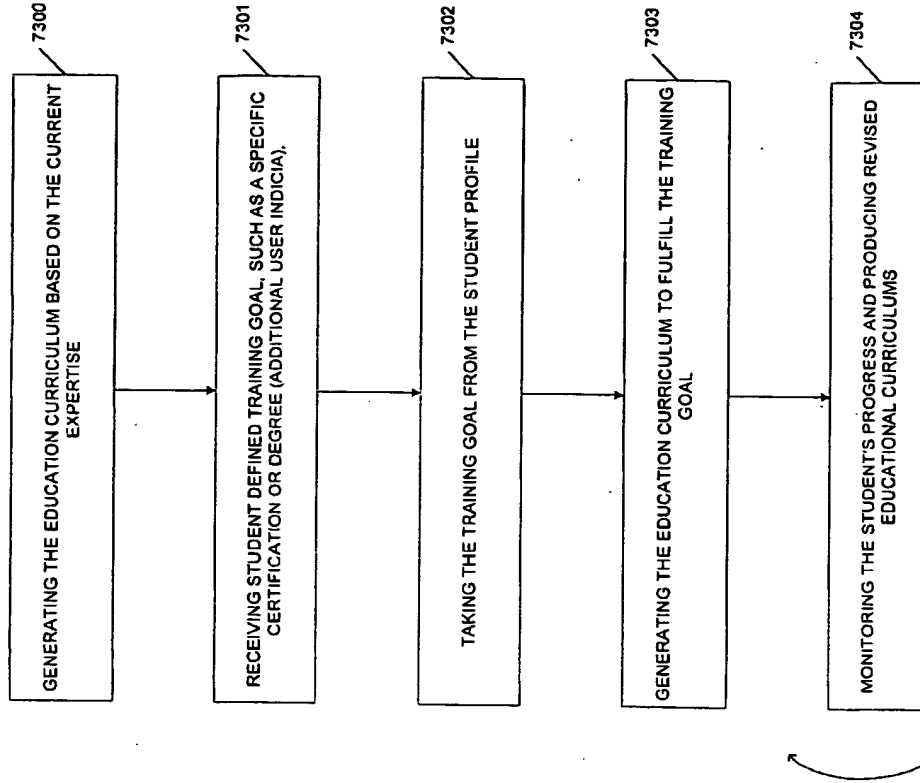 7300
GENERATING THE EDUCATION CURRICULUM BASED ON THE CURRENT
EXPERTISE
7301
RECEIVING STUDENT DEFINED TRAINING GOAL, SUCH AS A SPECIFIC
CERTIFICATION OR DEGREE (ADDITIONAL USER INDICIA),
7302
TAKING THE TRAINING GOAL FROM THE STUDENT PROFILE
7303
GENERATING THE EDUCATION CURRICULUM TO FULFILL THE TRAINING
GOAL
7304
MONITORING THE STUDENT'S PROGRESS AND PRODUCING REVISED
EDUCATIONAL CURRICULUMS